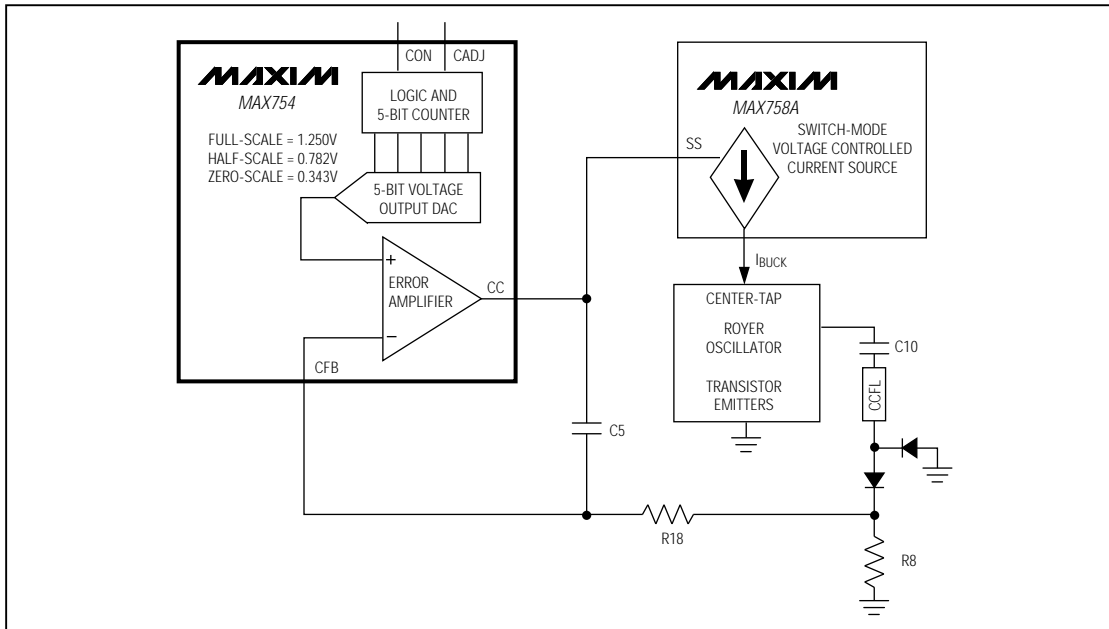 CON
CADJ
MAXIM
MAX754
LOGIC AND
5-BIT COUNTER
FULL-SCALE = 1.250V
HALF-SCALE = 0.782V
ZERO-SCALE = 0.343V
5-BIT VOLTAGE
OUTPUT DAC
+
ERROR
AMPLIFIER
−
CC
CFB
MAXIM
MAX758A
SS
SWITCH-MODE
VOLTAGE CONTROLLED
CURRENT SOURCE
IBUCK
CENTER-TAP
ROYER
OSCILLATOR
TRANSISTOR
EMITTERS
C10
CCFL
C5
R18
R8